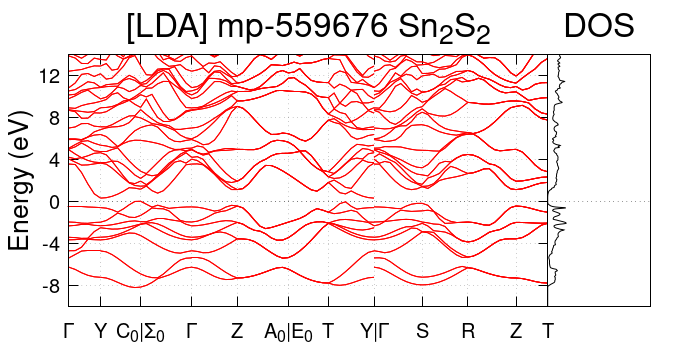 [LDA] mp-559676 Sn₂S₂ DOS
Energy (eV)
12
8
4
0
-4
-8
Γ Y C₀|Σ₀ Γ Z A₀|E₀ T Y|Γ S R Z T